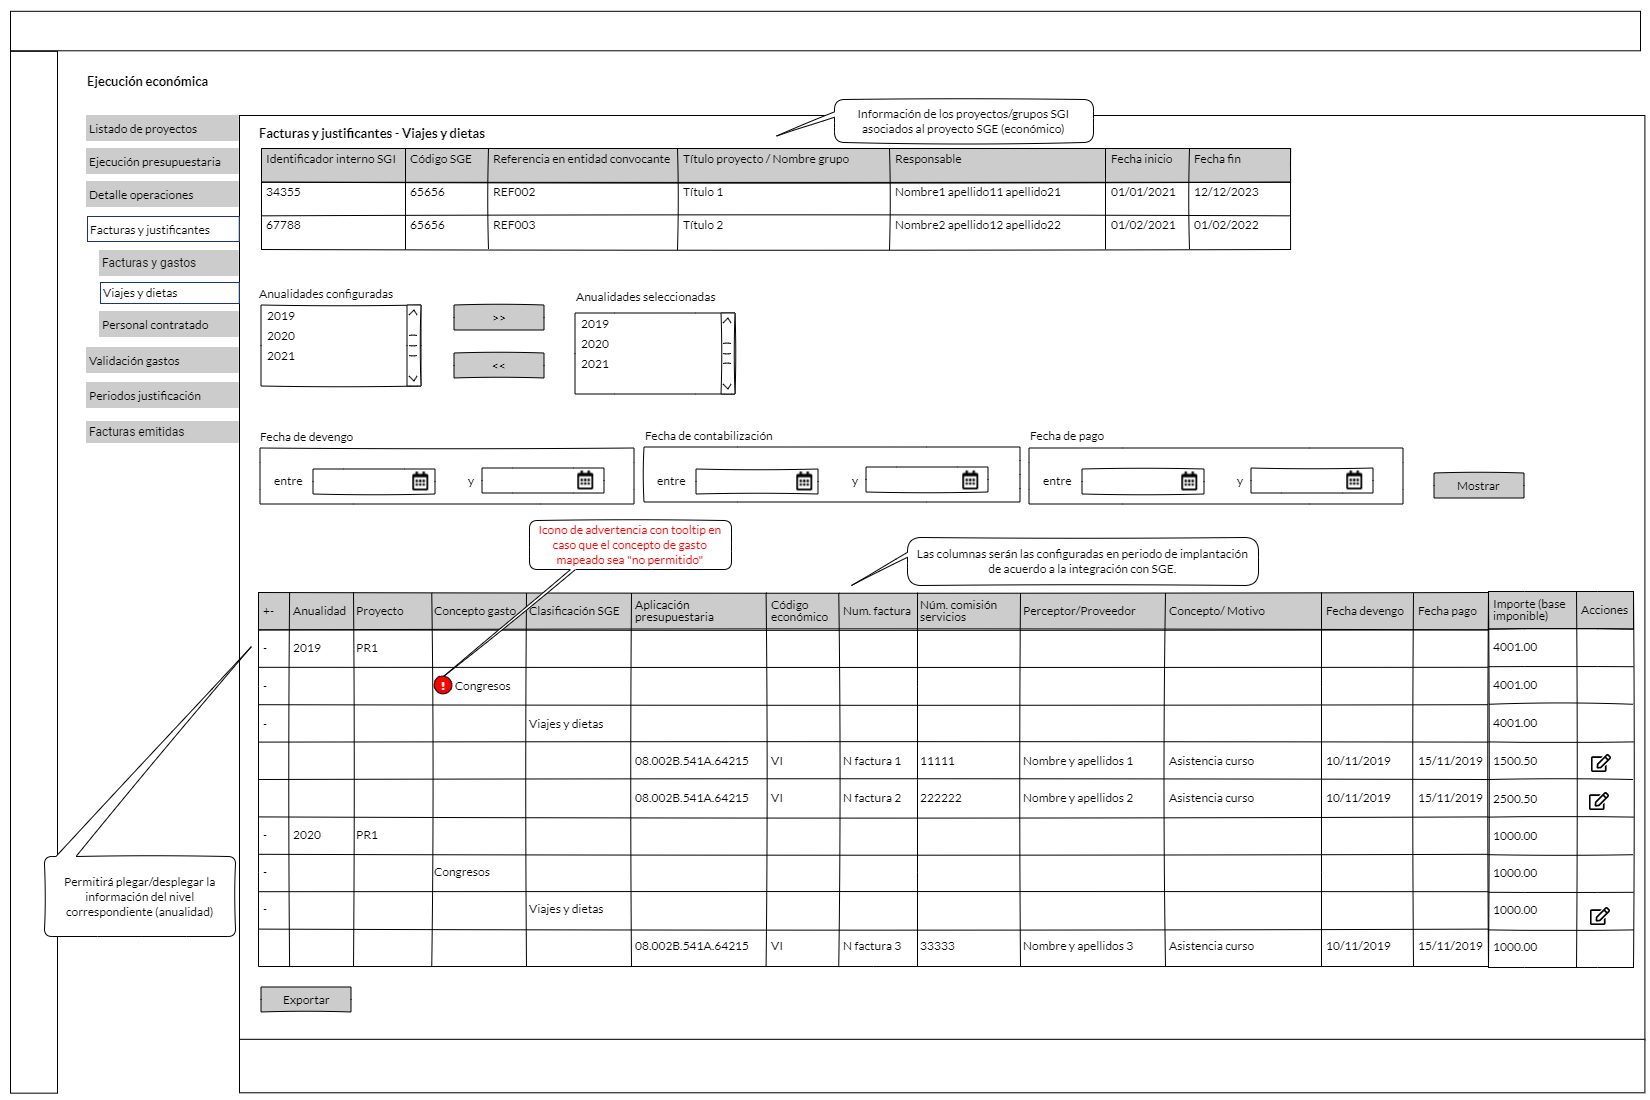 Ejecución económica
Listado de proyectos
Ejecución presupuestaria
Detalle operaciones
Facturas y justificantes
Facturas y gastos
Viajes y dietas
Personal contratado
Validación gastos
Periodos justificación
Facturas emitidas
Facturas y justificantes - Viajes y dietas
Información de los proyectos/grupos SGI
asociados al proyecto SGE (económico)
Identificador interno SGI Código SGE Referencia en entidad convocante Título proyecto / Nombre grupo Responsable Fecha inicio Fecha fin
34355 65656 REF002 Título 1 Nombre1 apellido11 apellido21 01/01/2021 12/12/2023
67788 65656 REF003 Título 2 Nombre2 apellido12 apellido22 01/02/2021 01/02/2022
Anualidades configuradas
2019
2020
2021
>>
<<
Anualidades seleccionadas
2019
2020
2021
Fecha de devengo
entre y
Fecha de contabilización
entre y
Fecha de pago
entre y
Mostrar
Icono de advertencia con tooltip en
caso que el concepto de gasto
mapeado sea "no permitido"
Las columnas serán las configuradas en periodo de implantación
de acuerdo a la integración con SGE.
+- Anualidad Proyecto Concepto gasto Clasificación SGE Aplicación presupuestaria Código económico Num. factura Núm. comisión servicios Perceptor/Proveedor Concepto/ Motivo Fecha devengo Fecha pago Importe (base imponible) Acciones
- 2019 PR1 4001.00
- ! Congresos 4001.00
- Viajes y dietas 4001.00
08.002B.541A.64215 VI N factura 1 11111 Nombre y apellidos 1 Asistencia curso 10/11/2019 15/11/2019 1500.50
08.002B.541A.64215 VI N factura 2 222222 Nombre y apellidos 2 Asistencia curso 10/11/2019 15/11/2019 2500.50
- 2020 PR1 1000.00
- Congresos 1000.00
- Viajes y dietas 1000.00
08.002B.541A.64215 VI N factura 3 33333 Nombre y apellidos 3 Asistencia curso 10/11/2019 15/11/2019 1000.00
Permitirá plegar/desplegar la
información del nivel
correspondiente (anualidad)
Exportar